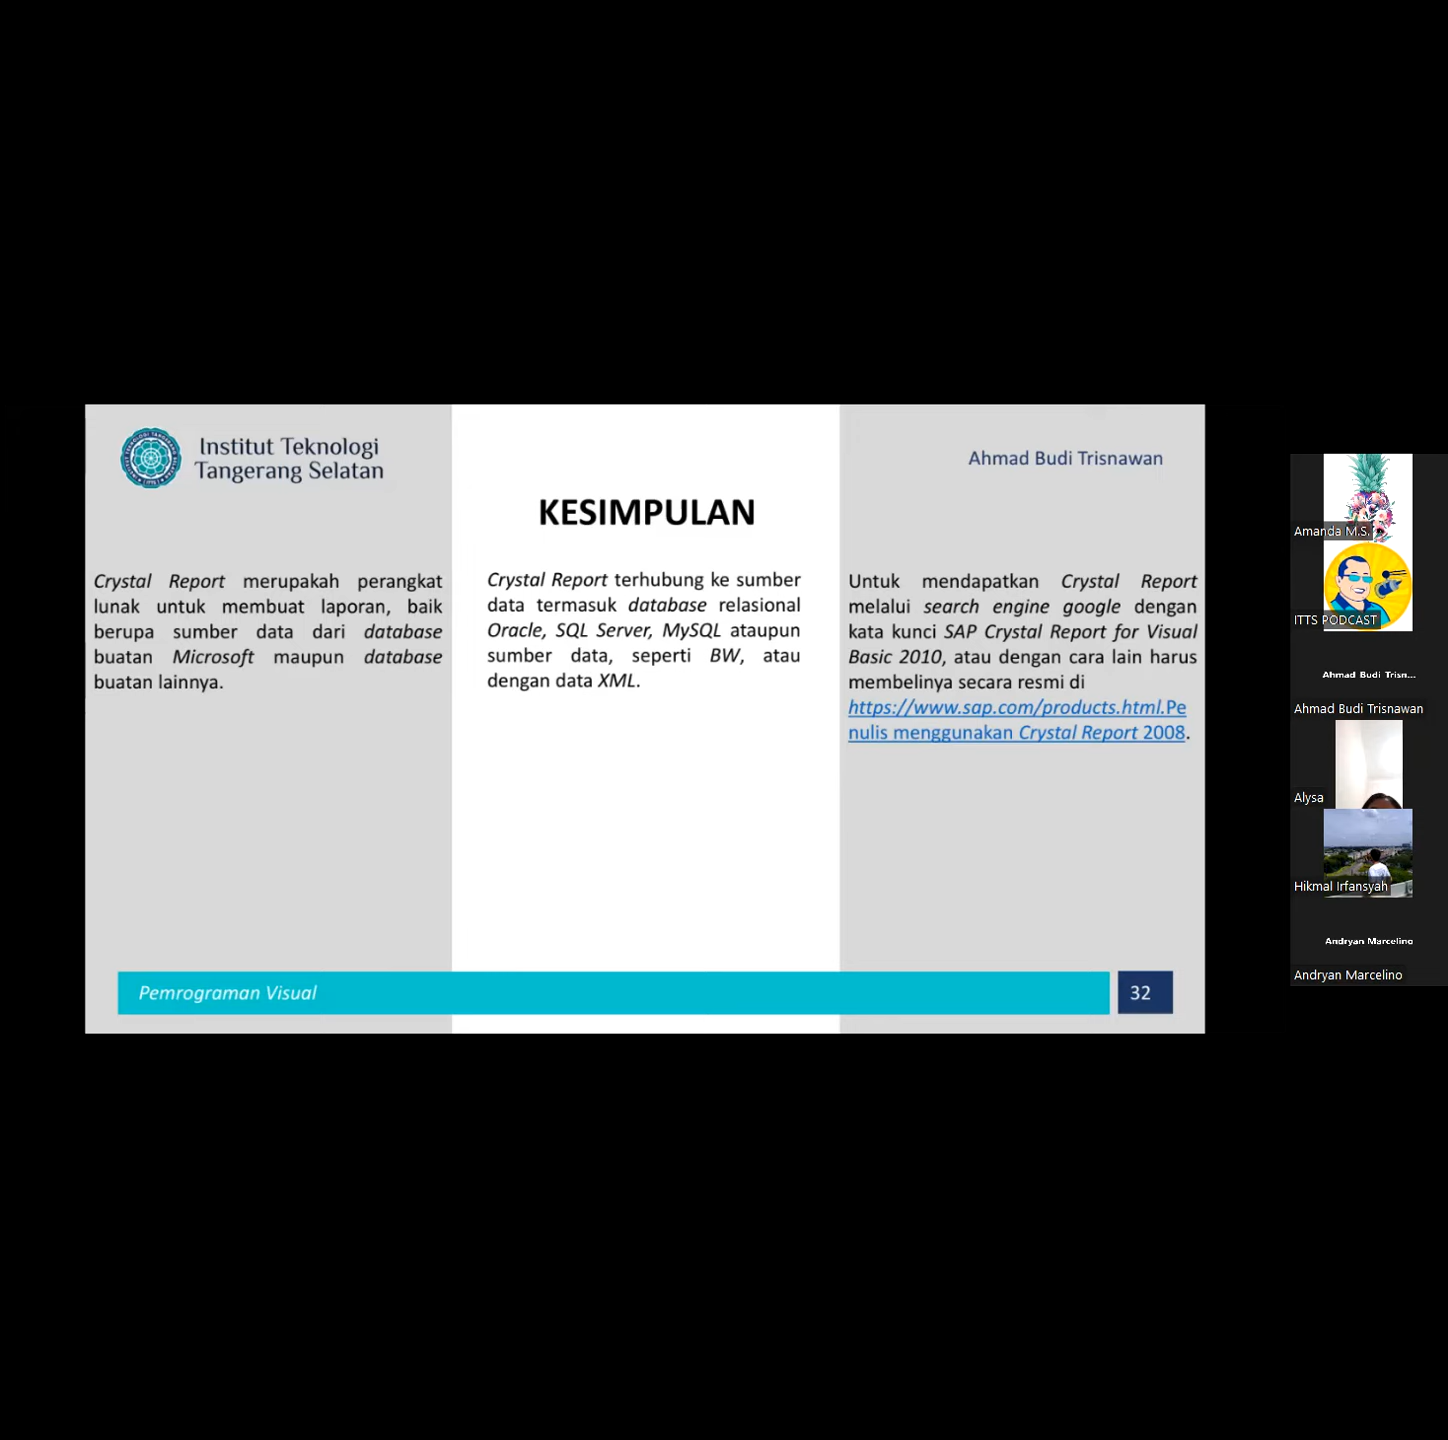 Institut Teknologi
Tangerang Selatan
Ahmad Budi Trisnawan
KESIMPULAN
Crystal Report merupakah perangkat
lunak untuk membuat laporan, baik
berupa sumber data dari database
buatan Microsoft maupun database
buatan lainnya.
Crystal Report terhubung ke sumber
data termasuk database relasional
Oracle, SQL Server, MySQL ataupun
sumber data, seperti BW, atau
dengan data XML.
Untuk mendapatkan Crystal Report
melalui search engine google dengan
kata kunci SAP Crystal Report for Visual
Basic 2010, atau dengan cara lain harus
membelinya secara resmi di
https://www.sap.com/products.html.Pe
nulis menggunakan Crystal Report 2008.
Pemrograman Visual
32
Amanda M.S.
ITTS PODCAST
Ahmad Budi Trisn...
Ahmad Budi Trisnawan
Alysa
Hikmal Irfansyah
Andryan Marcelino
Andryan Marcelino